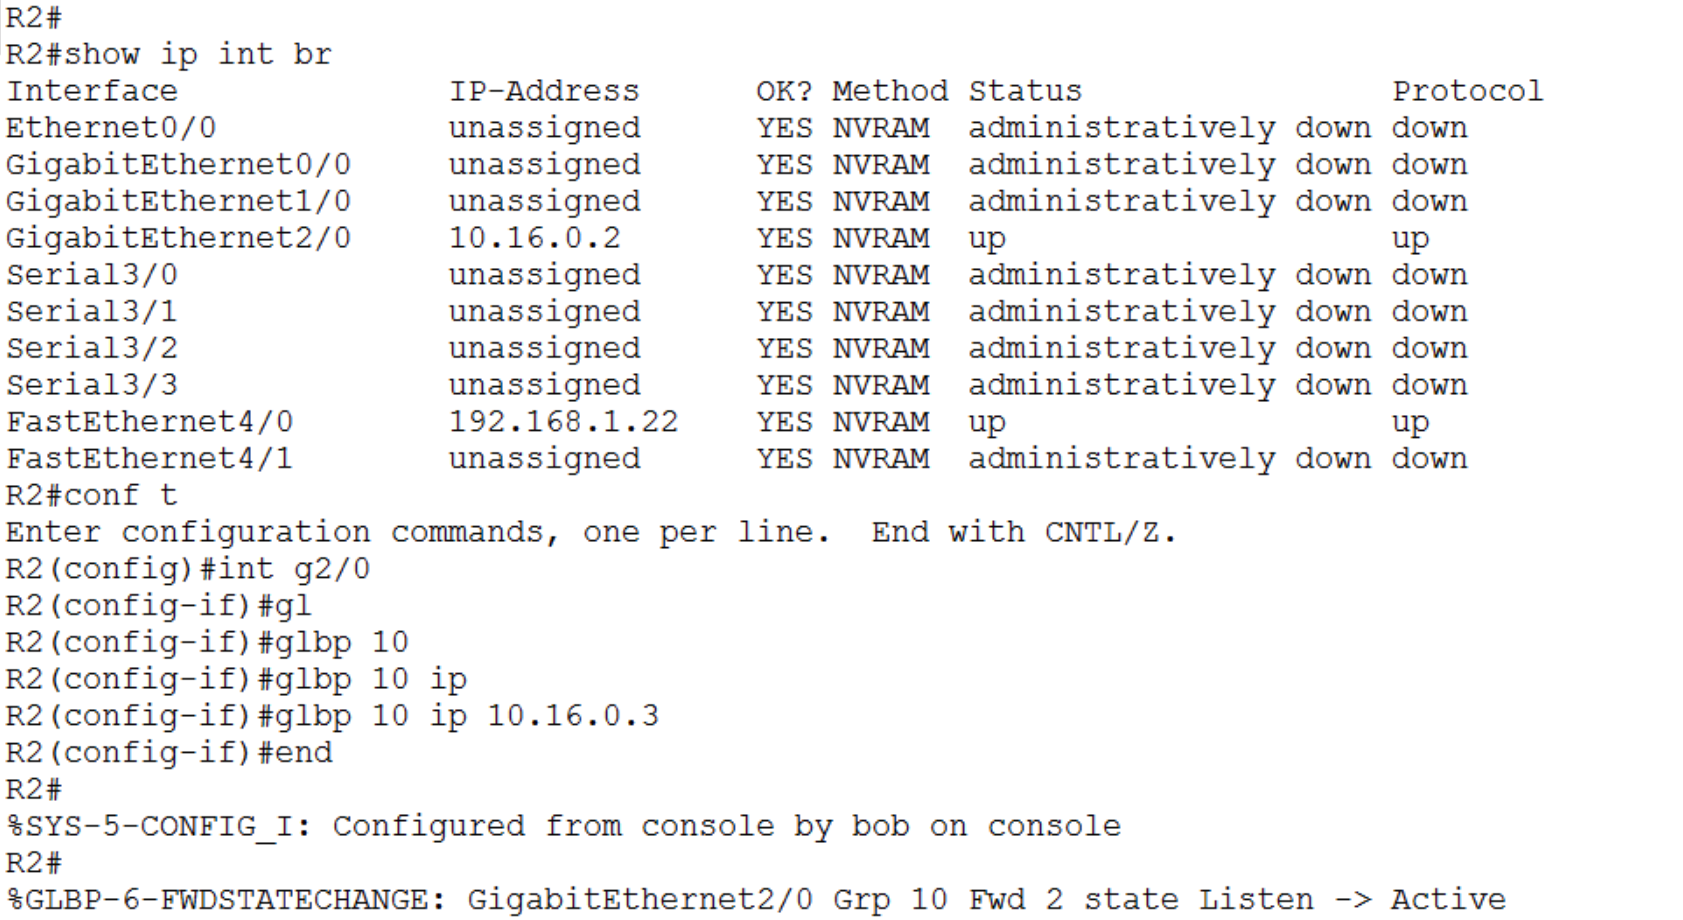 R2#
R2#show ip int br
Interface              IP-Address      OK? Method Status                Protocol
Ethernet0/0            unassigned      YES NVRAM  administratively down down
GigabitEthernet0/0     unassigned      YES NVRAM  administratively down down
GigabitEthernet1/0     unassigned      YES NVRAM  administratively down down
GigabitEthernet2/0     10.16.0.2       YES NVRAM  up                    up
Serial3/0              unassigned      YES NVRAM  administratively down down
Serial3/1              unassigned      YES NVRAM  administratively down down
Serial3/2              unassigned      YES NVRAM  administratively down down
Serial3/3              unassigned      YES NVRAM  administratively down down
FastEthernet4/0        192.168.1.22    YES NVRAM  up                    up
FastEthernet4/1        unassigned      YES NVRAM  administratively down down
R2#conf t
Enter configuration commands, one per line.  End with CNTL/Z.
R2(config)#int g2/0
R2(config-if)#gl
R2(config-if)#glbp 10
R2(config-if)#glbp 10 ip
R2(config-if)#glbp 10 ip 10.16.0.3
R2(config-if)#end
R2#
%SYS-5-CONFIG_I: Configured from console by bob on console
R2#
%GLBP-6-FWDSTATECHANGE: GigabitEthernet2/0 Grp 10 Fwd 2 state Listen -> Active